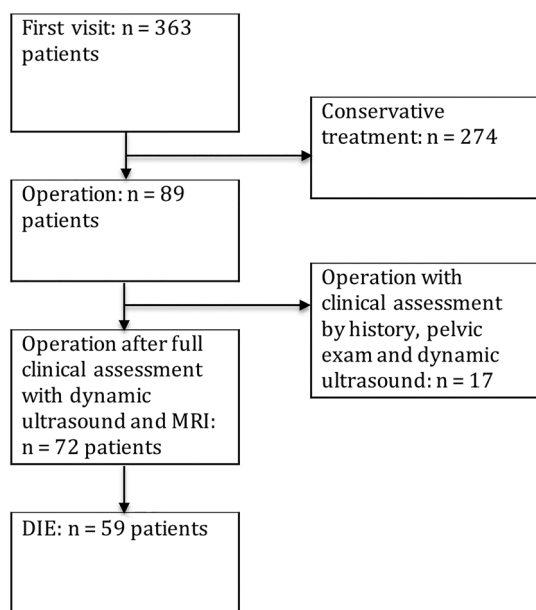 First visit: n = 363
patients
Conservative
treatment: n = 274
Operation: n = 89
patients
Operation with
clinical assessment
by history, pelvic
exam and dynamic
ultrasound: n = 17
Operation after full
clinical assessment
with dynamic
ultrasound and MRI:
n = 72 patients
DIE: n = 59 patients